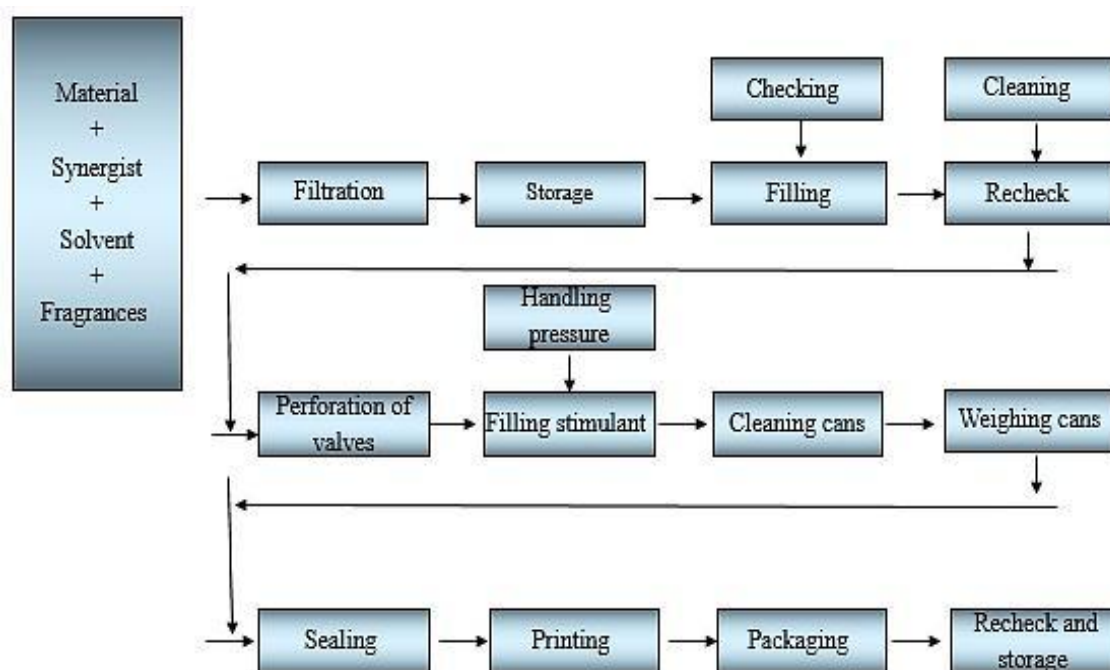 Material
+
Synergist
+
Solvent
+
Fragrances
Checking
Cleaning
Filtration
Storage
Filling
Recheck
Handling
pressure
Perforation of
valves
Filling stimulant
Cleaning cans
Weighing cans
Sealing
Printing
Packaging
Recheck and
storage